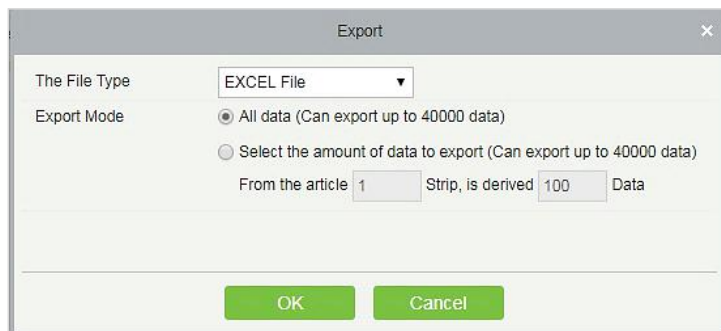 Export
The File Type EXCEL File
Export Mode All data (Can export up to 40000 data)
Select the amount of data to export (Can export up to 40000 data)
From the article 1 Strip, is derived 100 Data
OK Cancel